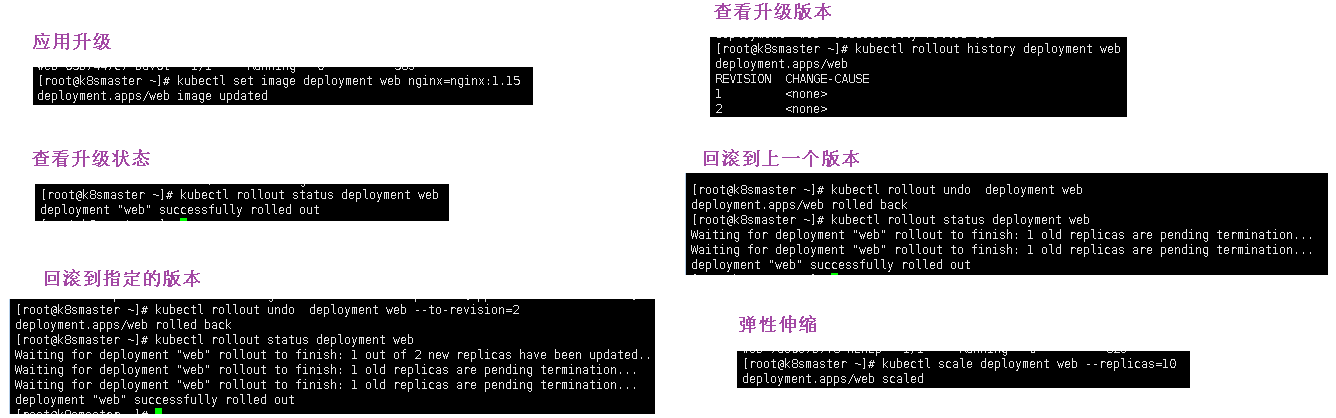 应用升级
[root@k8smaster ~]# kubectl set image deployment web nginx=nginx:1.15
deployment.apps/web image updated
查看升级状态
[root@k8smaster ~]# kubectl rollout status deployment web
deployment "web" successfully rolled out
回滚到指定的版本
[root@k8smaster ~]# kubectl rollout undo  deployment web --to-revision=2
deployment.apps/web rolled back
[root@k8smaster ~]# kubectl rollout status deployment web
Waiting for deployment "web" rollout to finish: 1 out of 2 new replicas have been updated..
Waiting for deployment "web" rollout to finish: 1 old replicas are pending termination...
Waiting for deployment "web" rollout to finish: 1 old replicas are pending termination...
deployment "web" successfully rolled out
[root@k8smaster ~]#
查看升级版本
[root@k8smaster ~]# kubectl rollout history deployment web
deployment.apps/web
REVISION  CHANGE-CAUSE
1         <none>
2         <none>
回滚到上一个版本
[root@k8smaster ~]# kubectl rollout undo  deployment web
deployment.apps/web rolled back
[root@k8smaster ~]# kubectl rollout status deployment web
Waiting for deployment "web" rollout to finish: 1 old replicas are pending termination...
Waiting for deployment "web" rollout to finish: 1 old replicas are pending termination...
deployment "web" successfully rolled out
弹性伸缩
[root@k8smaster ~]# kubectl scale deployment web --replicas=10
deployment.apps/web scaled